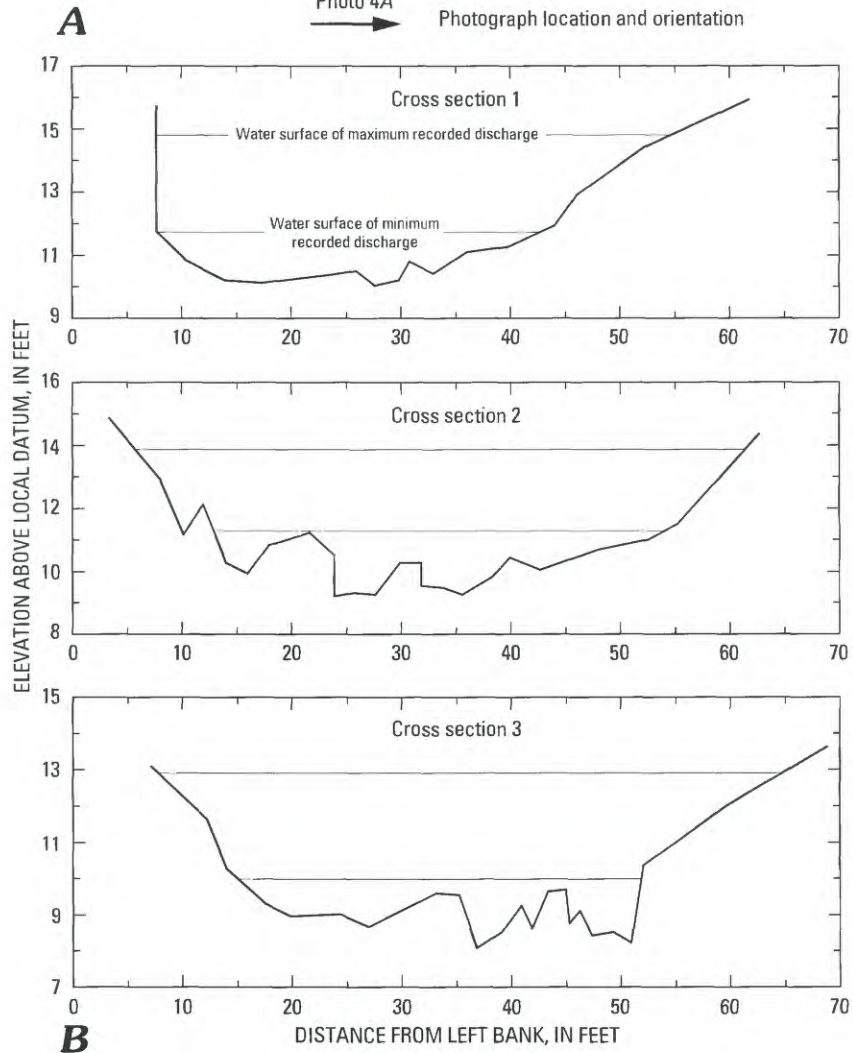 Photo 4A
A
Photograph location and orientation
17
15
13
11
9
Cross section 1
Water surface of maximum recorded discharge
Water surface of minimum
recorded discharge
0 10 20 30 40 50 60 70
ELEVATION ABOVE LOCAL DATUM, IN FEET
16
14
12
10
8
Cross section 2
0 10 20 30 40 50 60 70
15
13
11
9
7
Cross section 3
0 10 20 30 40 50 60 70
B
DISTANCE FROM LEFT BANK, IN FEET